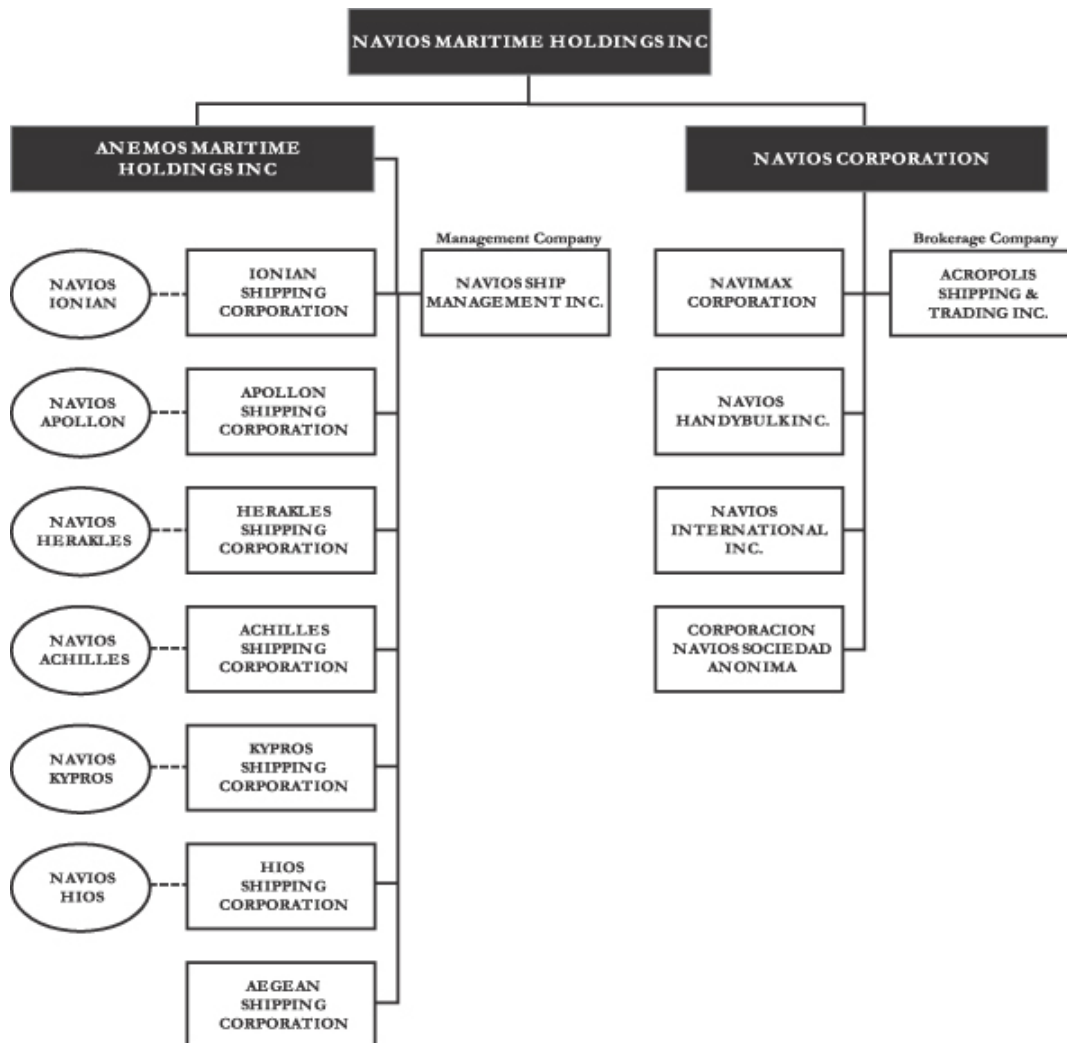 NAVIOS MARITIME HOLDINGS INC
ANEMOS MARITIME
HOLDINGS INC
NAVIOS CORPORATION
Management Company
Brokerage Company
NAVIOS
IONIAN
IONIAN
SHIPPING
CORPORATION
NAVIOS SHIP
MANAGEMENT INC.
NAVIMAX
CORPORATION
ACROPOLIS
SHIPPING &
TRADING INC.
NAVIOS
APOLLON
APOLLON
SHIPPING
CORPORATION
NAVIOS
HANDYBULK INC.
NAVIOS
HERAKLES
HERAKLES
SHIPPING
CORPORATION
NAVIOS
INTERNATIONAL
INC.
NAVIOS
ACHILLES
ACHILLES
SHIPPING
CORPORATION
CORPORACION
NAVIOS SOCIEDAD
ANONIMA
NAVIOS
KYPROS
KYPROS
SHIPPING
CORPORATION
NAVIOS
HIOS
HIOS
SHIPPING
CORPORATION
AEGEAN
SHIPPING
CORPORATION